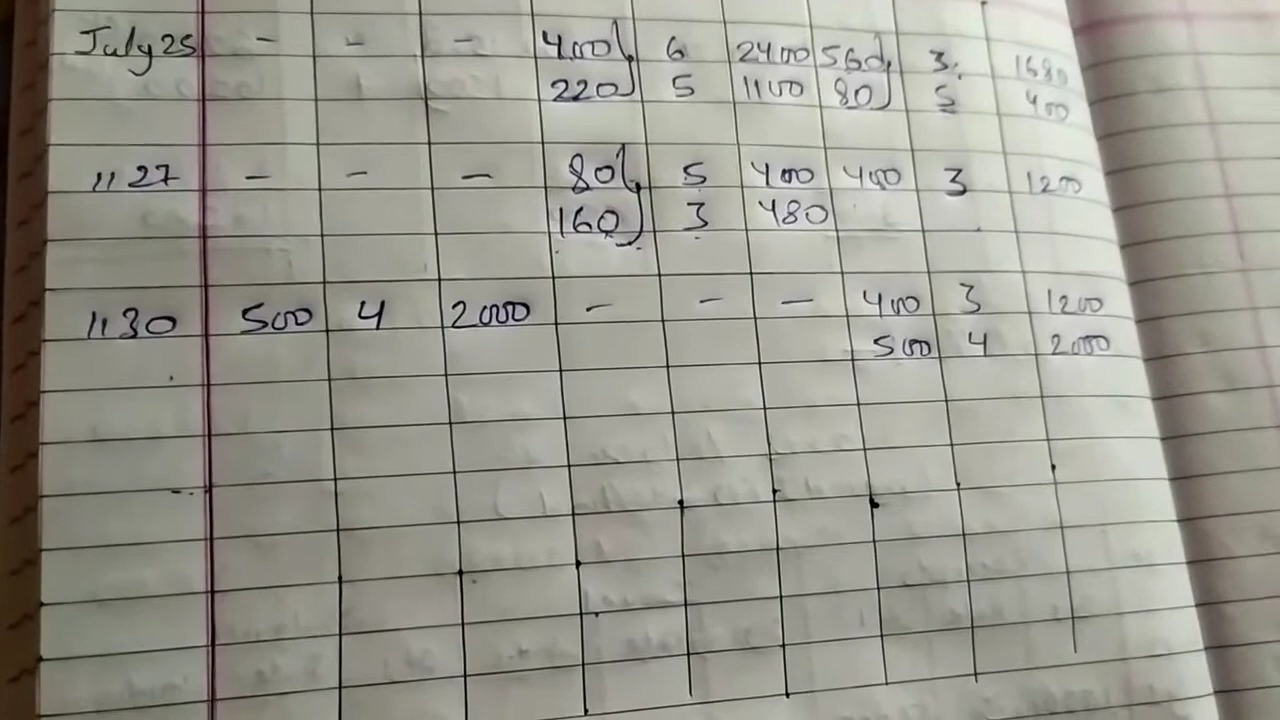 July 25 - - - 400 6 2400 560 3 1680
220 5 1100 80 5 400
"27 - - - 80 5 400 400 3 1200
160 3 480
"30 500 4 2000 - - - 400 3 1200
500 4 2000